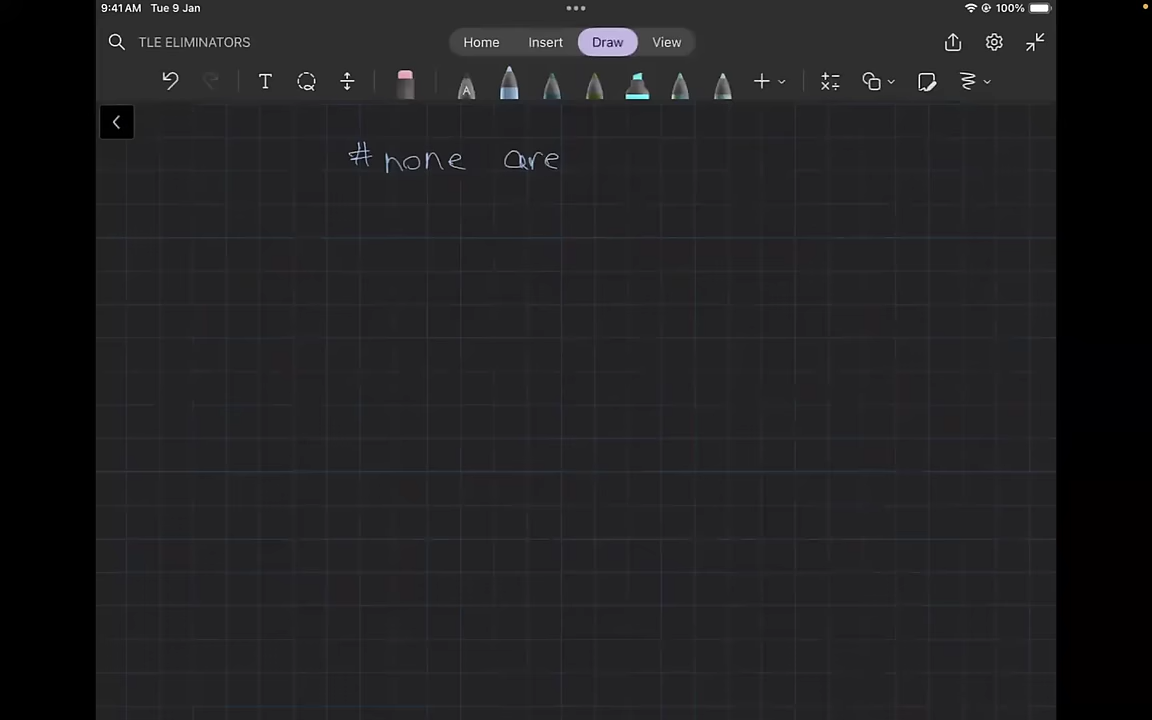 9:41 AM Tue 9 Jan
100%
TLE ELIMINATORS
Home Insert Draw View
T
A
# none are